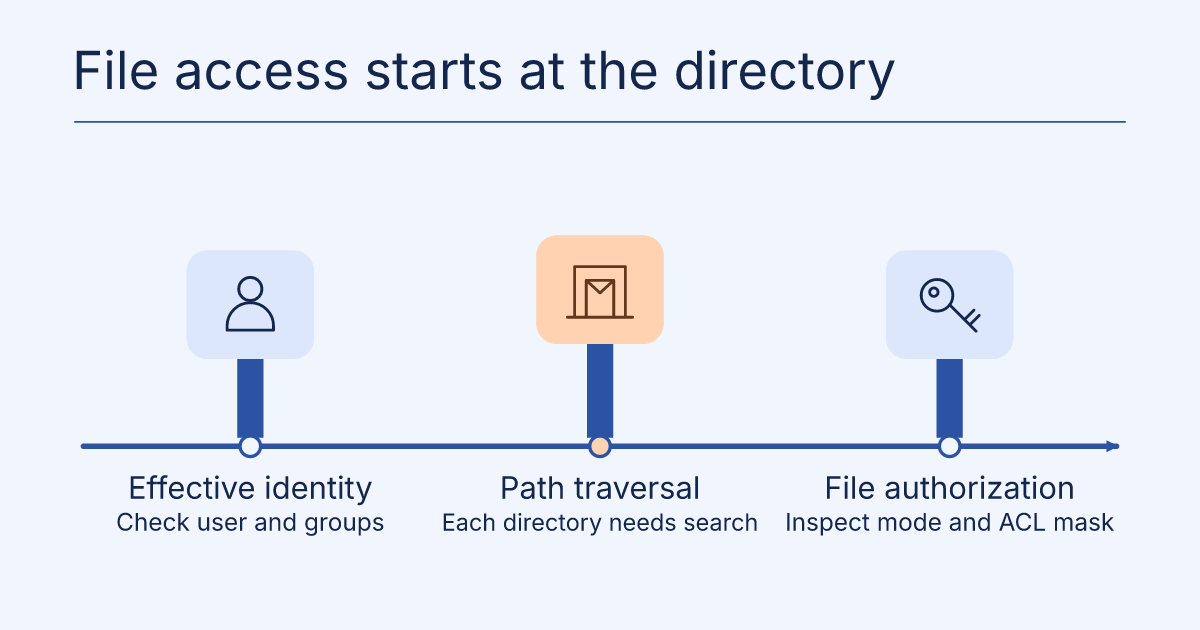 File access starts at the directory
Effective identity
Check user and groups
Path traversal
Each directory needs search
File authorization
Inspect mode and ACL mask